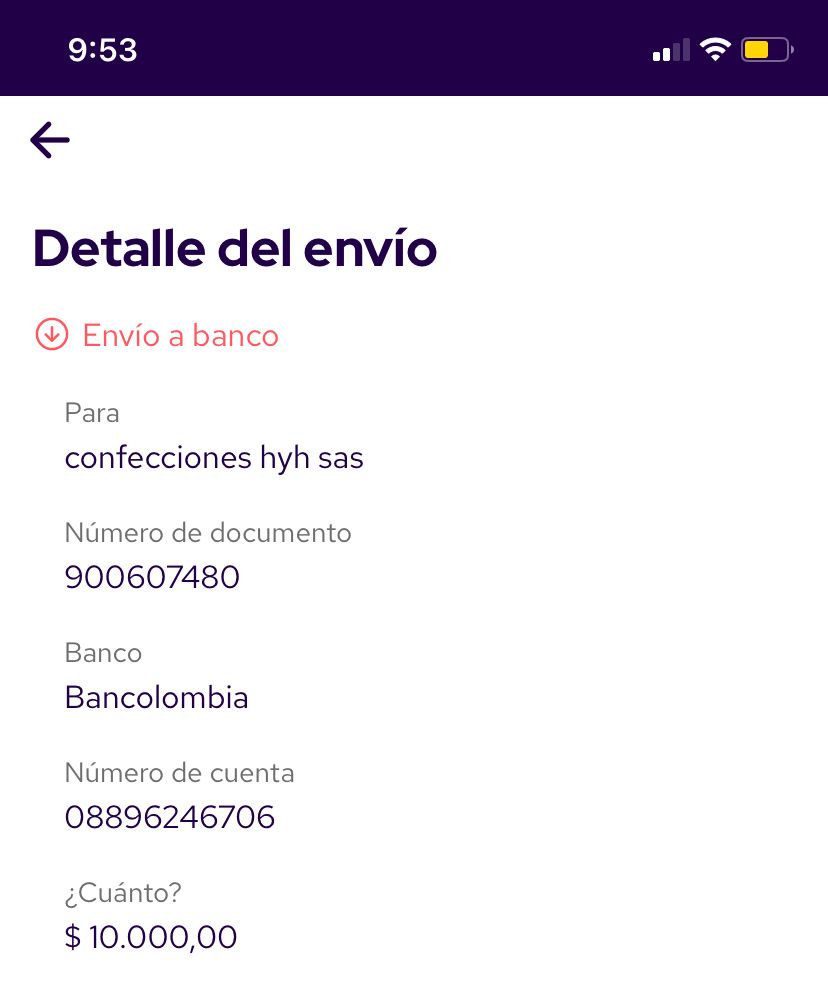 9:53
Detalle del envío
Envío a banco
Para
confecciones hyh sas
Número de documento
900607480
Banco
Bancolombia
Número de cuenta
08896246706
¿Cuánto?
$ 10.000,00